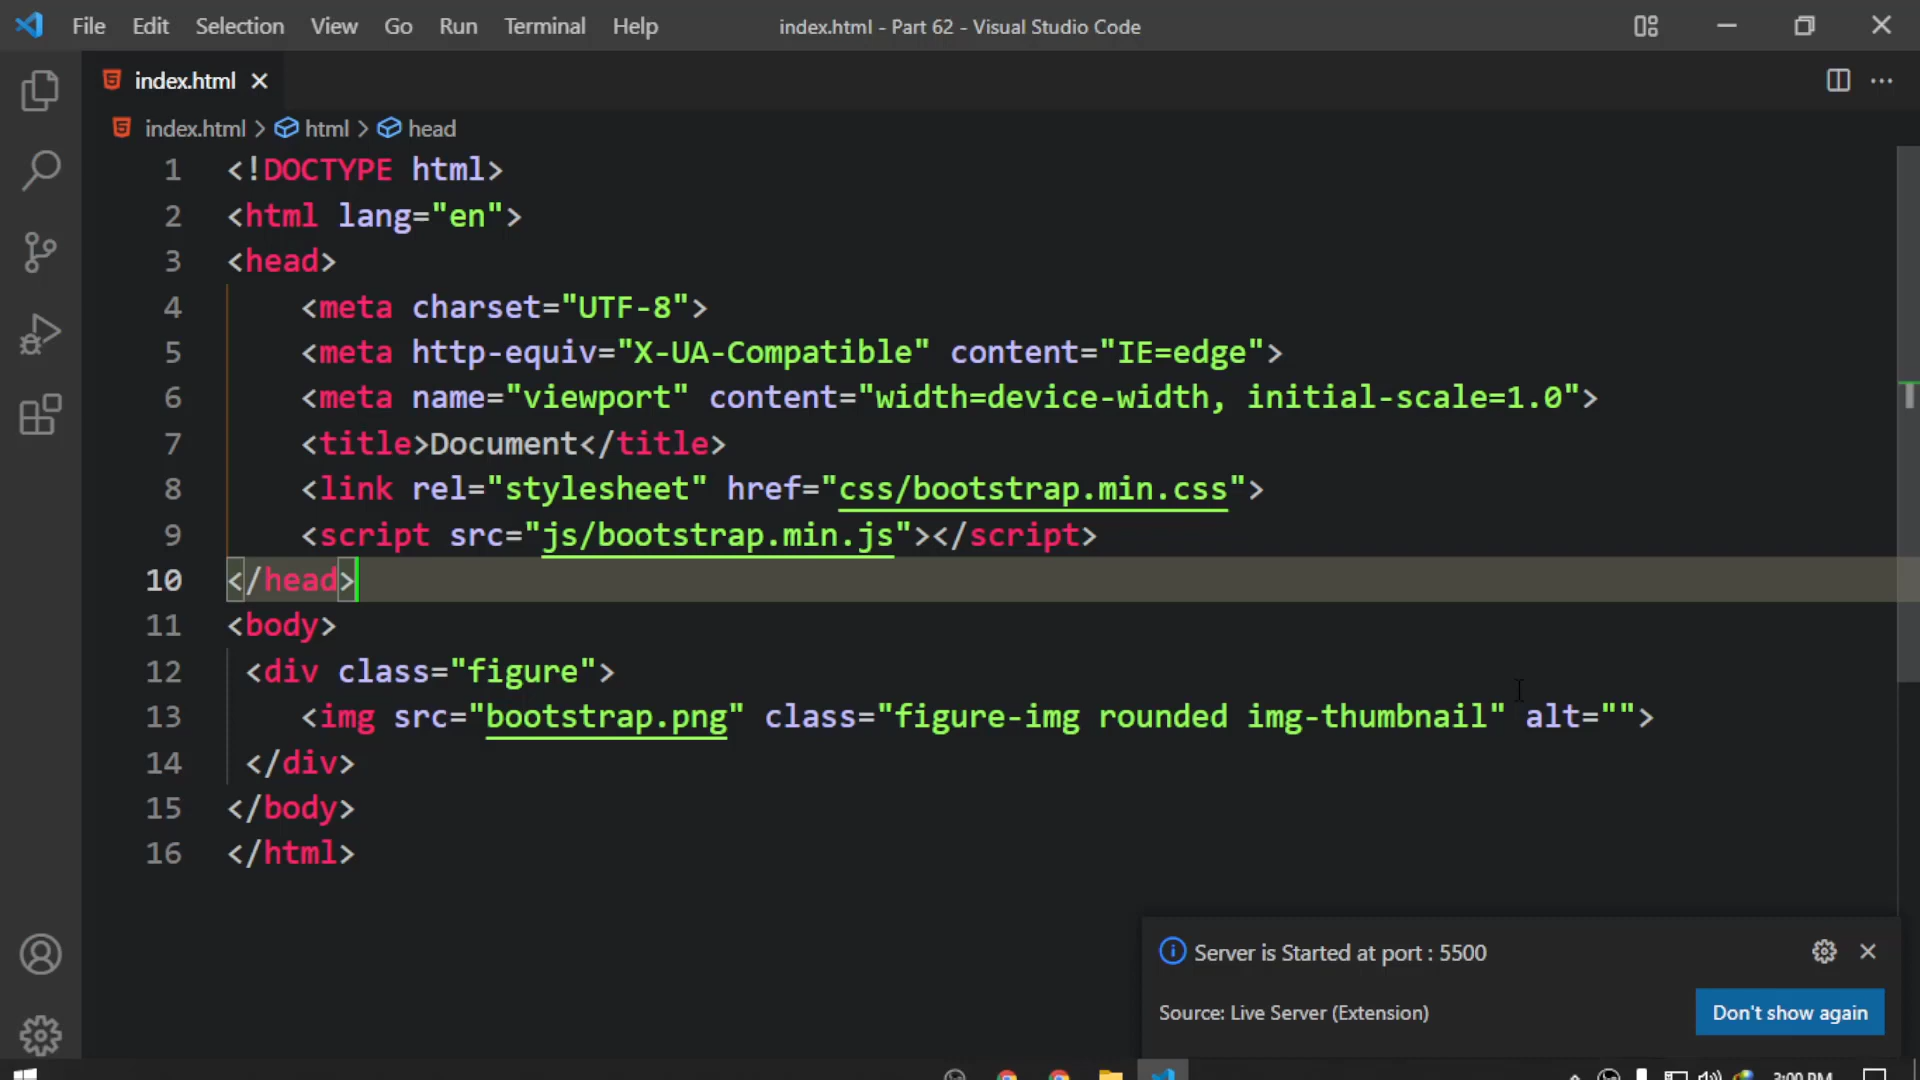 File Edit Selection View Go Run Terminal Help index.html - Part 62 - Visual Studio Code
index.html
index.html > html > head
1 <!DOCTYPE html>
2 <html lang="en">
3 <head>
4 <meta charset="UTF-8">
5 <meta http-equiv="X-UA-Compatible" content="IE=edge">
6 <meta name="viewport" content="width=device-width, initial-scale=1.0">
7 <title>Document</title>
8 <link rel="stylesheet" href="css/bootstrap.min.css">
9 <script src="js/bootstrap.min.js"></script>
10 </head>
11 <body>
12 <div class="figure">
13 <img src="bootstrap.png" class="figure-img rounded img-thumbnail" alt="">
14 </div>
15 </body>
16 </html>
Server is Started at port : 5500
Source: Live Server (Extension)
Don't show again
3:00 PM